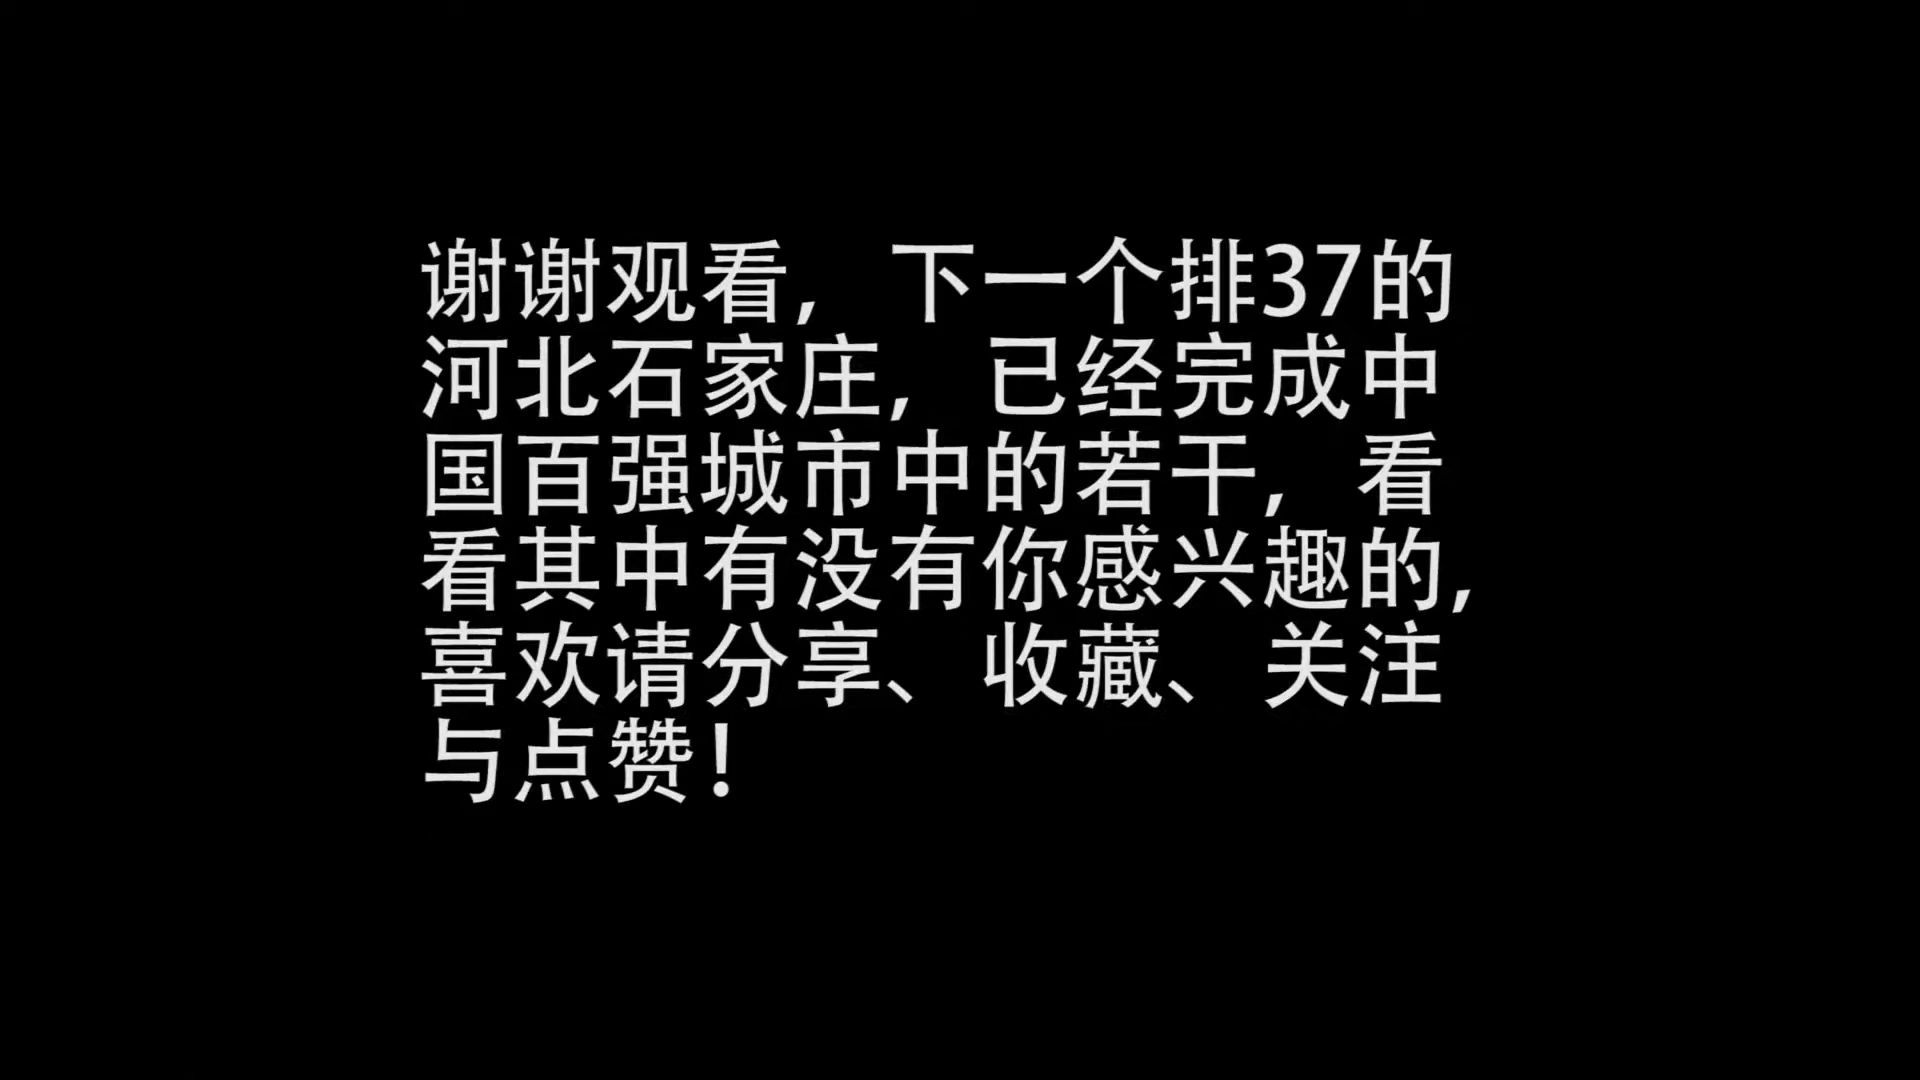 谢谢观看，下一个排37的
河北石家庄，已经完成中
国百强城市中的若干，看
看其中有没有你感兴趣的，
喜欢请分享、收藏、关注
与点赞！